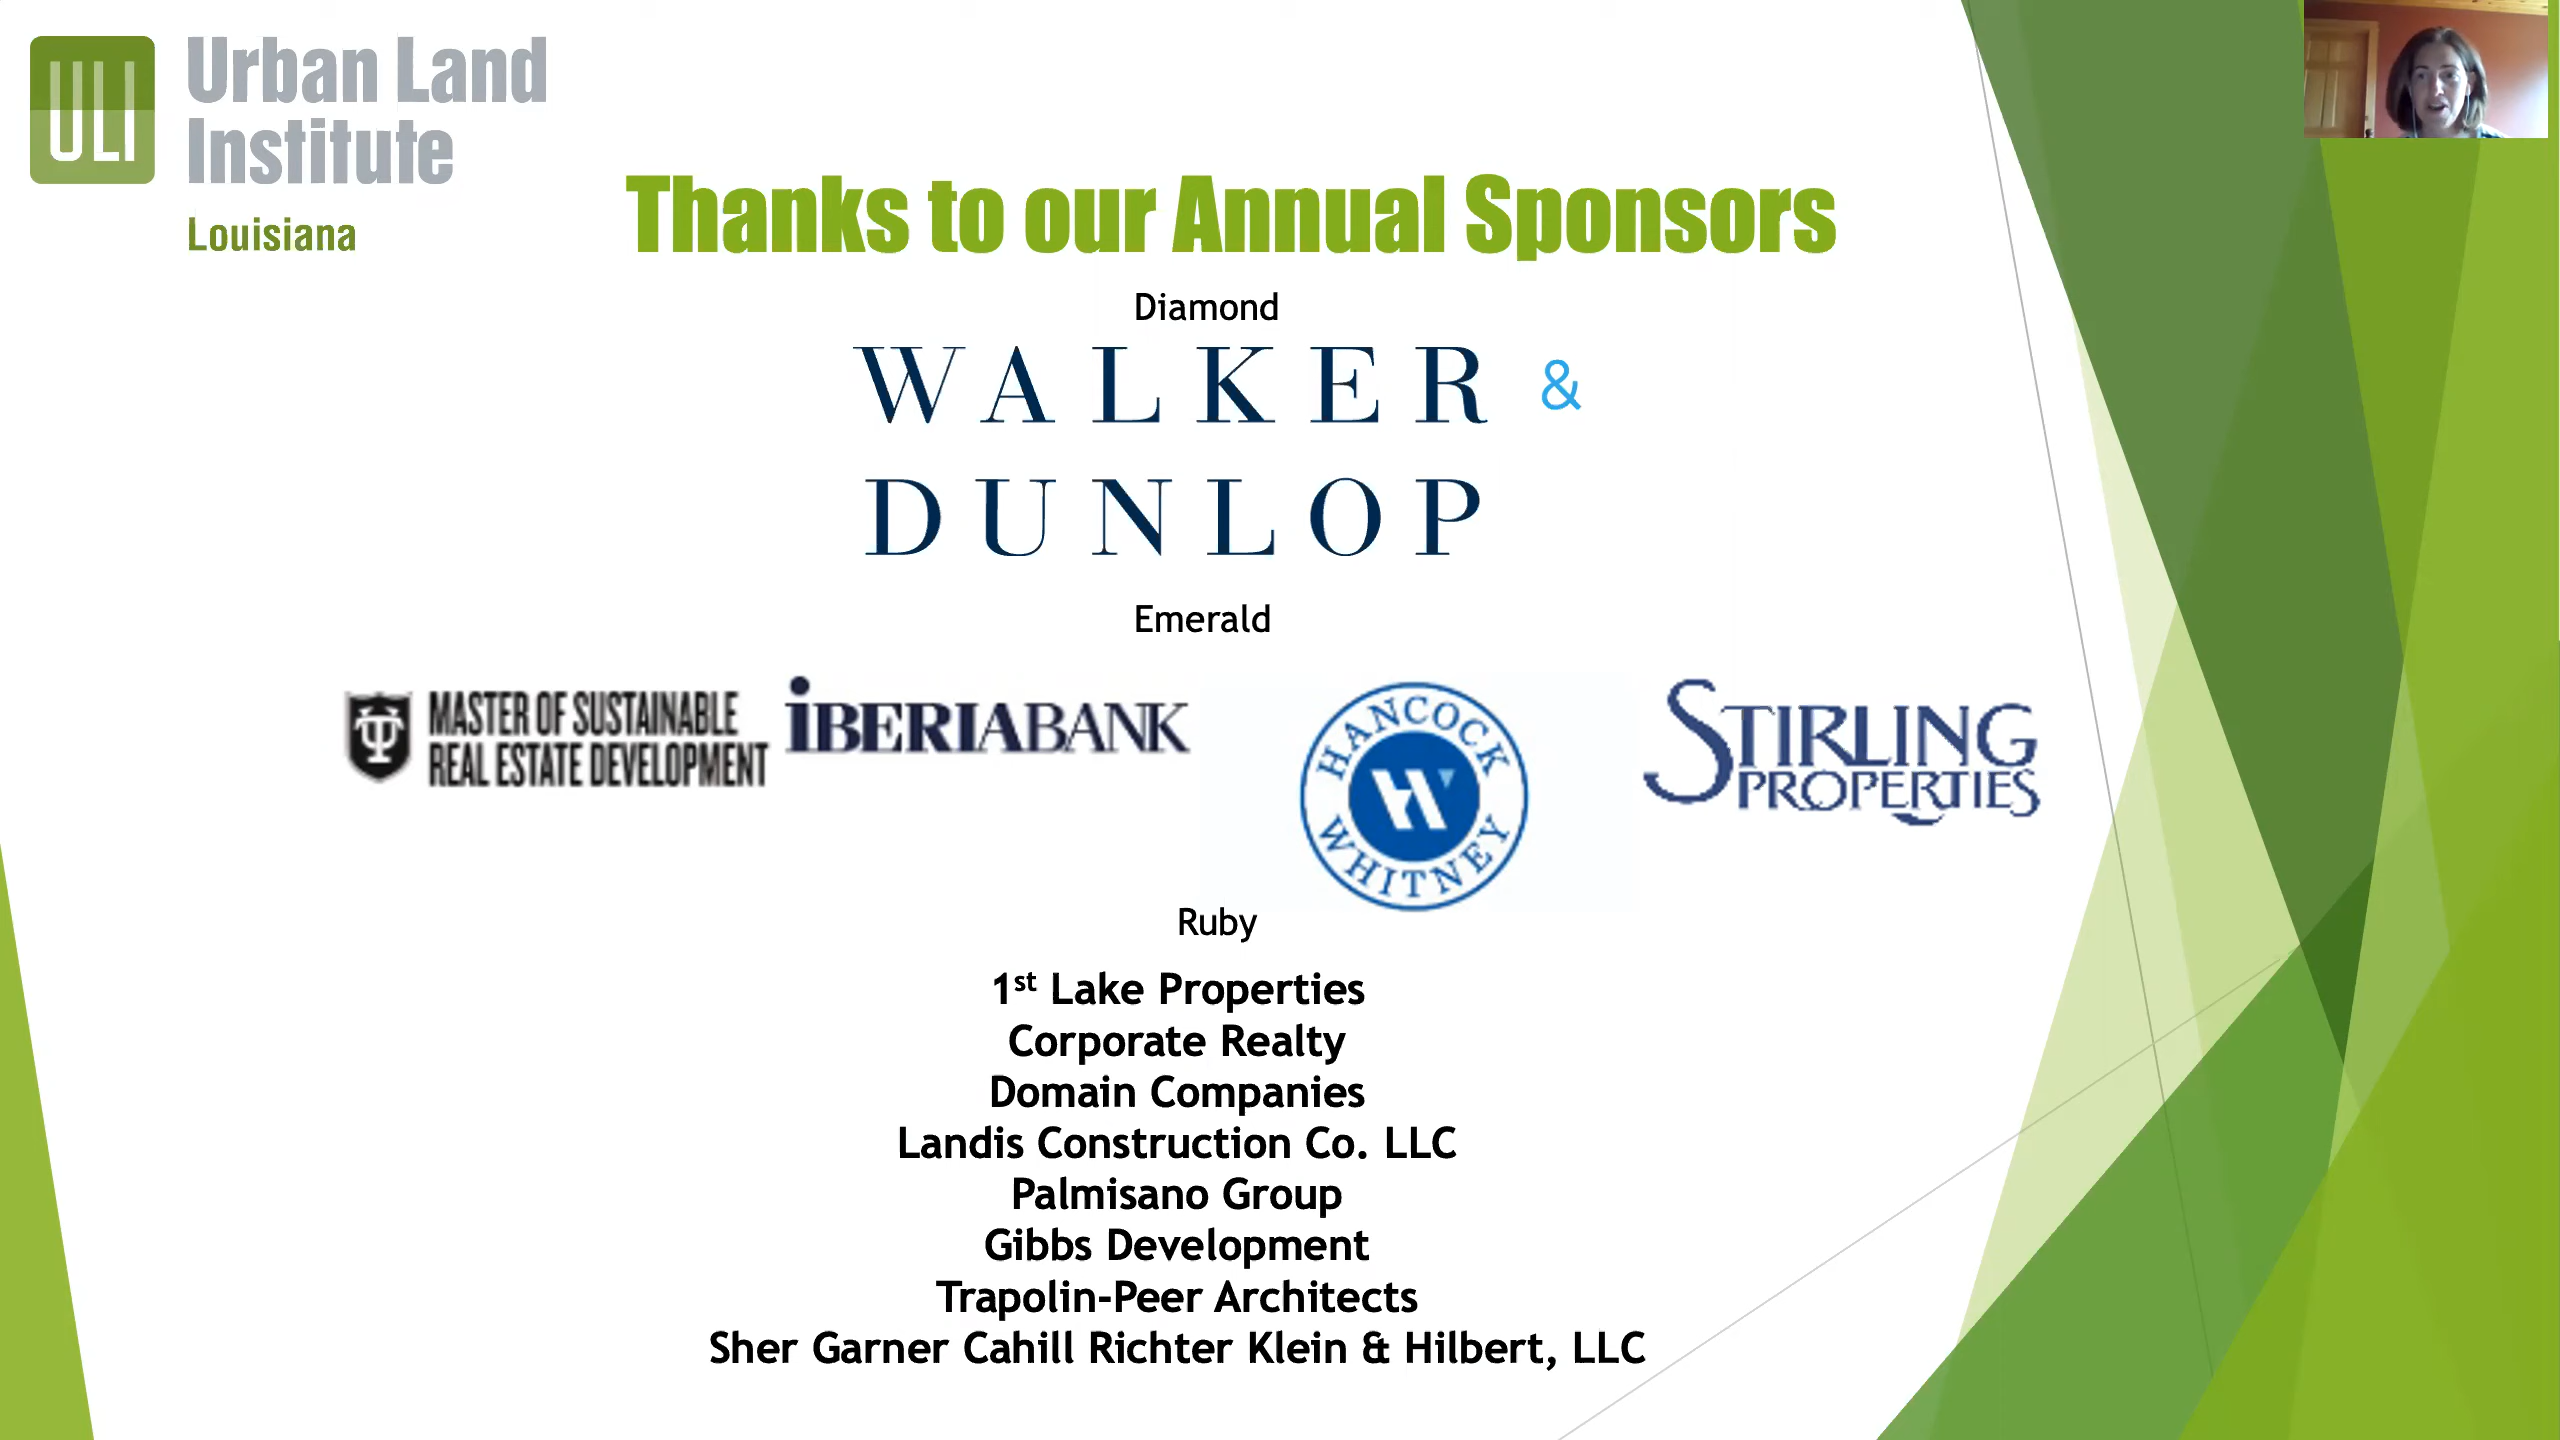 ULI
Urban Land
Institute
Louisiana
Thanks to our Annual Sponsors
Diamond
WALKER &
DUNLOP
Emerald
MASTER OF SUSTAINABLE
REAL ESTATE DEVELOPMENT
iBERIABANK
HANCOCK
WHITNEY
STIRLING
PROPERTIES
Ruby
1st Lake Properties
Corporate Realty
Domain Companies
Landis Construction Co. LLC
Palmisano Group
Gibbs Development
Trapolin-Peer Architects
Sher Garner Cahill Richter Klein & Hilbert, LLC